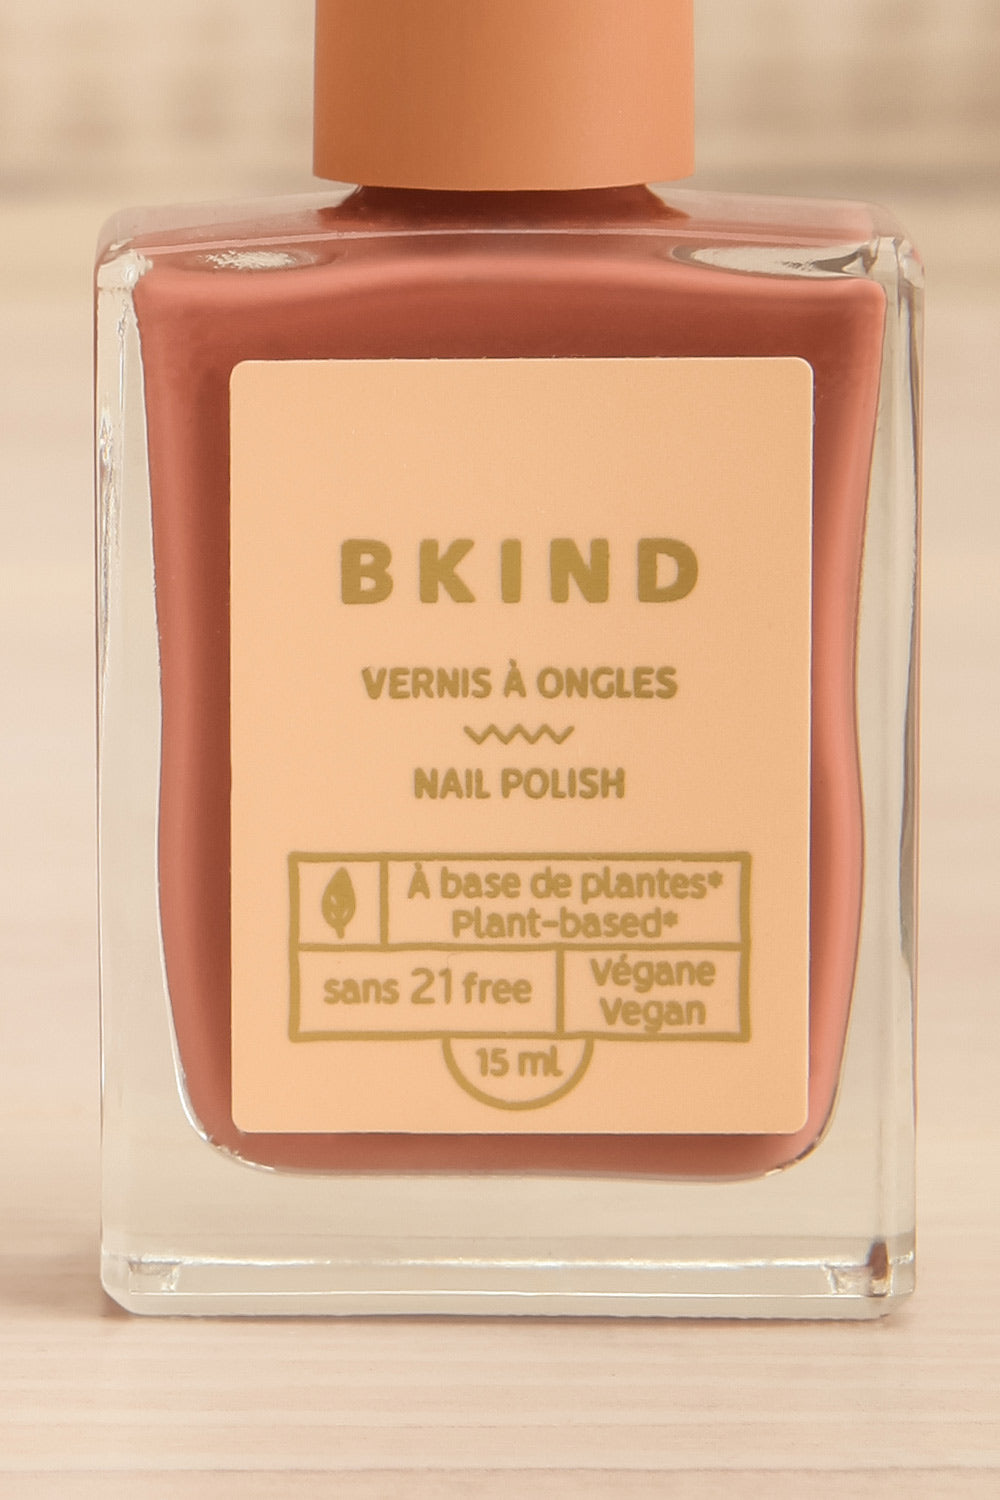 BKIND
VERNIS À ONGLES
NAIL POLISH
À base de plantes*
Plant-based*
sans 21 free
Végane
Vegan
15 ml